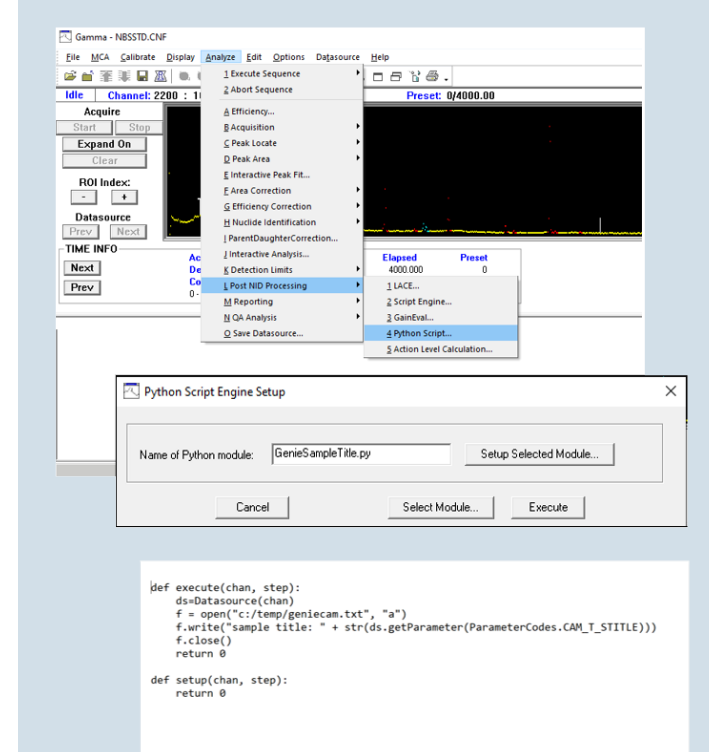 Gamma - NBSSTD.CNF
File MCA Calibrate Display Analyze Edit Options Datasource Help
Idle Channel: 2200 : 1 Preset: 0/4000.00
Acquire
Start Stop
Expand On
Clear
ROI Index:
- +
Datasource
Prev Next
TIME INFO
Next
Prev
Ac
De
Co
0 -
Elapsed Preset
4000.000 0
1 Execute Sequence
2 Abort Sequence
A Efficiency...
B Acquisition
C Peak Locate
D Peak Area
E Interactive Peak Fit...
F Area Correction
G Efficiency Correction
H Nuclide Identification
I ParentDaughterCorrection...
J Interactive Analysis...
K Detection Limits
L Post NID Processing
M Reporting
N QA Analysis
O Save Datasource...
1 LACE...
2 Script Engine...
3 GainEval...
4 Python Script...
5 Action Level Calculation...
Python Script Engine Setup
Name of Python module: GenieSampleTitle.py Setup Selected Module...
Cancel Select Module... Execute
def execute(chan, step):
    ds=Datasource(chan)
    f = open("c:/temp/geniecam.txt", "a")
    f.write("sample title: " + str(ds.getParameter(ParameterCodes.CAM_T_STITLE)))
    f.close()
    return 0
def setup(chan, step):
    return 0